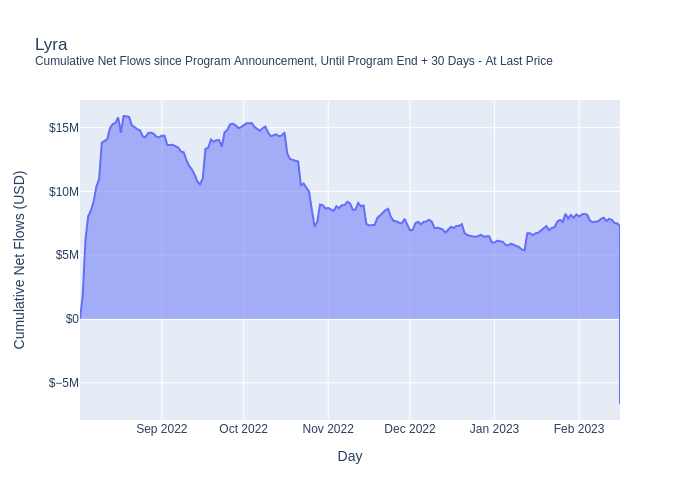 Lyra
Cumulative Net Flows since Program Announcement, Until Program End + 30 Days - At Last Price
Cumulative Net Flows (USD)
$15M
$10M
$5M
$0
$−5M
Sep 2022
Oct 2022
Nov 2022
Dec 2022
Jan 2023
Feb 2023
Day